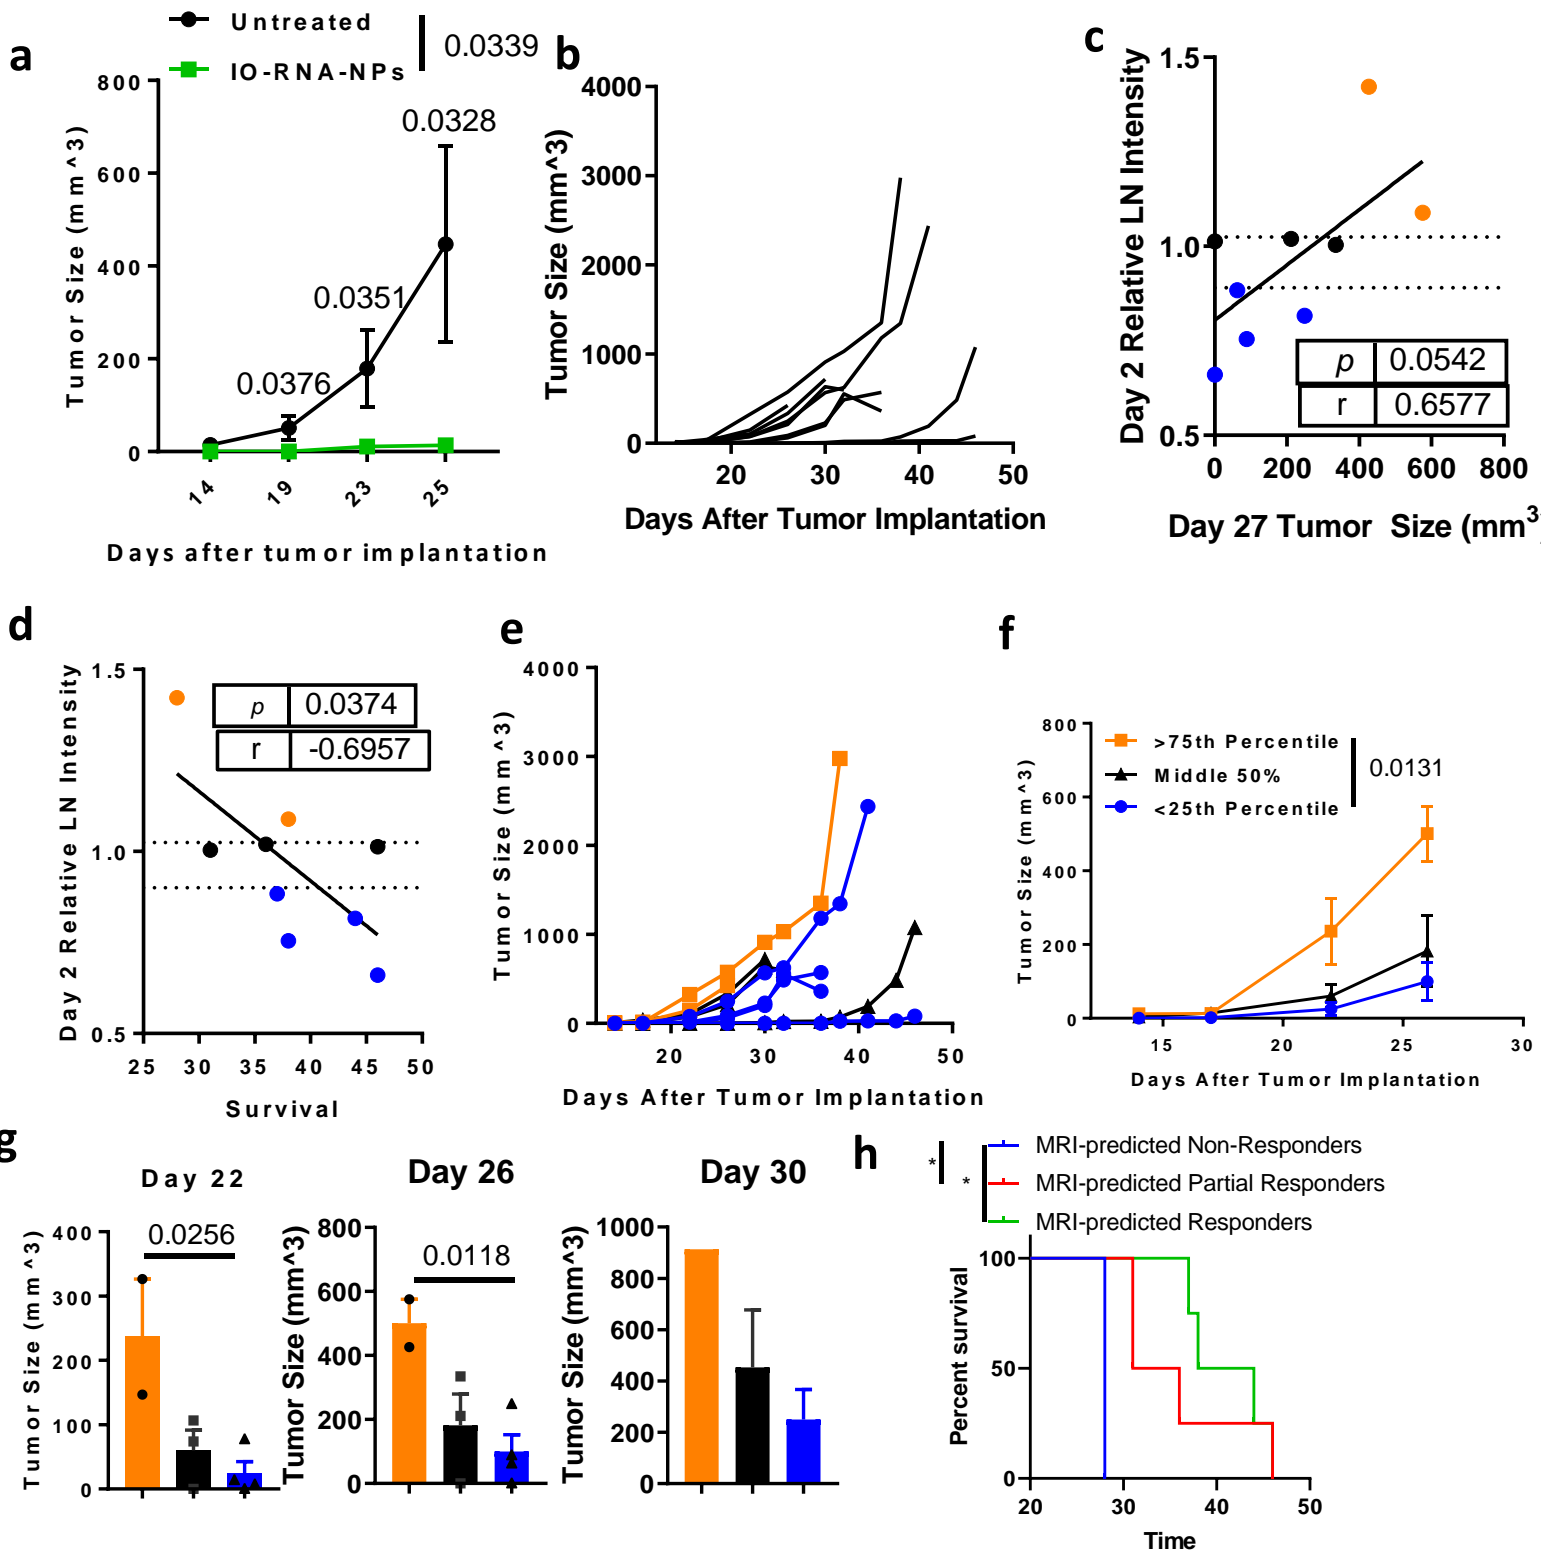 a
Untreated
IO-RNA-NPs
0.0339
800
600
400
200
0
Tumor Size (mm^3)
0.0376
0.0351
0.0328
14
19
23
25
Days after tumor implantation
b
4000
3000
2000
1000
0
Tumor Size (mm^3)
20
30
40
50
Days After Tumor Implantation
c
1.5
1.0
0.5
Day 2 Relative LN Intensity
p 0.0542
r 0.6577
0 200 400 600 800
Day 27 Tumor Size (mm3)
d
1.5
1.0
0.5
Day 2 Relative LN Intensity
p 0.0374
r -0.6957
25 30 35 40 45 50
Survival
e
4000
3000
2000
1000
0
Tumor Size (mm^3)
20 30 40 50
Days After Tumor Implantation
f
800
600
400
200
0
Tumor Size (mm^3)
>75th Percentile
Middle 50%
<25th Percentile
0.0131
15 20 25 30
Days After Tumor Implantation
g
Day 22
400
300
200
100
0
Tumor Size (mm^3)
0.0256
Day 26
800
600
400
200
0
Tumor Size (mm^3)
0.0118
Day 30
1000
800
600
400
200
0
Tumor Size (mm^3)
h
*
*
MRI-predicted Non-Responders
MRI-predicted Partial Responders
MRI-predicted Responders
100
50
0
Percent survival
20 30 40 50
Time